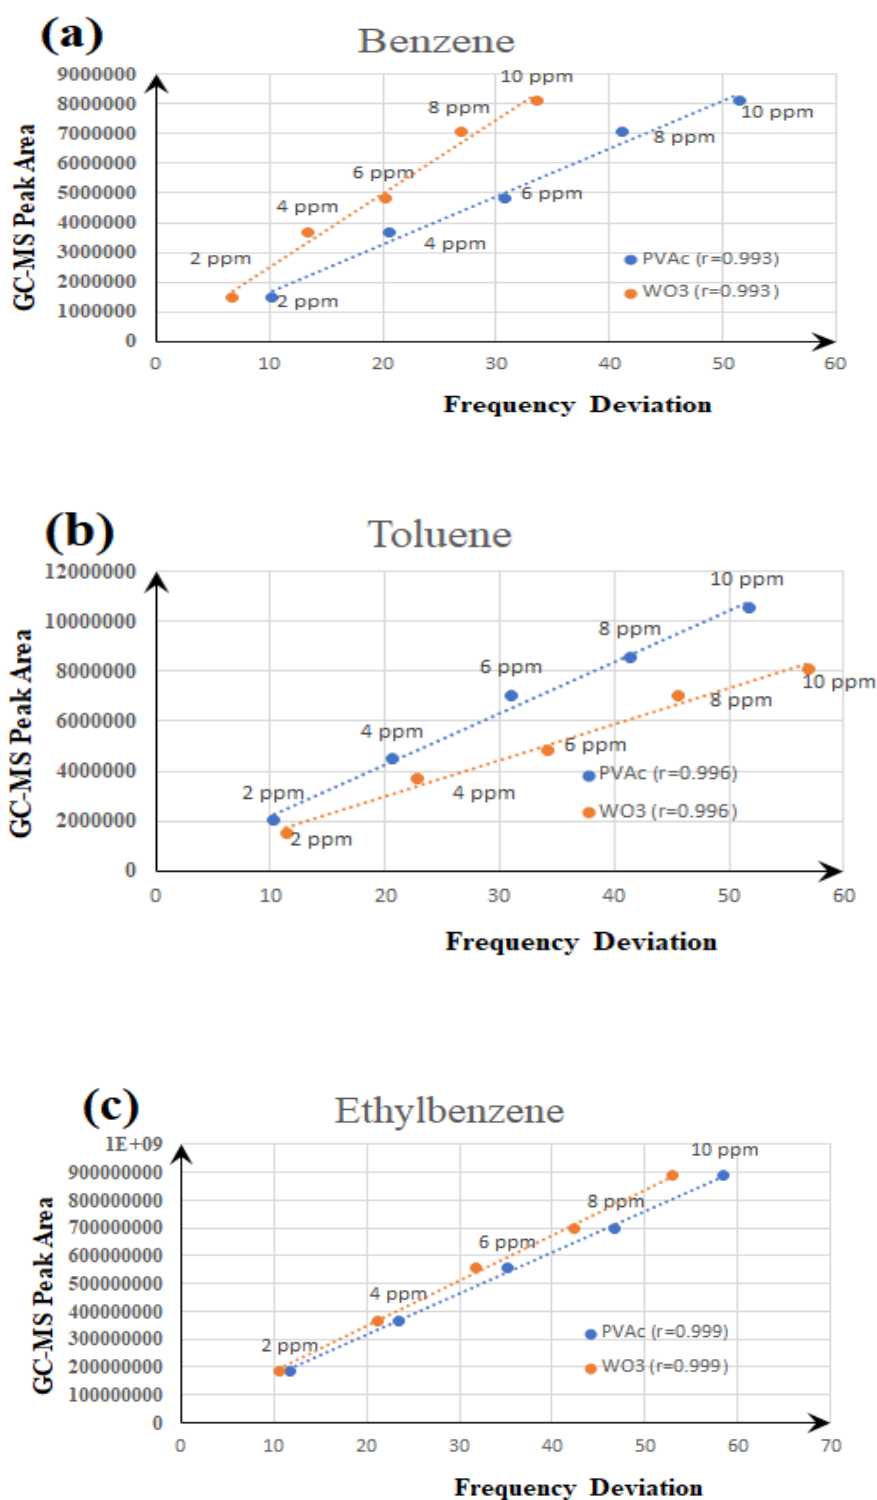 (a)
Benzene
GC-MS Peak Area
9000000
8000000
7000000
6000000
5000000
4000000
3000000
2000000
1000000
0
10 ppm
8 ppm
10 ppm
8 ppm
6 ppm
6 ppm
4 ppm
4 ppm
2 ppm
2 ppm
PVAc (r=0.993)
WO3 (r=0.993)
0 10 20 30 40 50 60
Frequency Deviation
(b)
Toluene
GC-MS Peak Area
12000000
10000000
8000000
6000000
4000000
2000000
0
10 ppm
8 ppm
6 ppm
10 ppm
8 ppm
4 ppm
6 ppm
2 ppm
4 ppm
2 ppm
PVAc (r=0.996)
WO3 (r=0.996)
0 10 20 30 40 50 60
Frequency Deviation
(c)
Ethylbenzene
GC-MS Peak Area
1E+09
900000000
800000000
700000000
600000000
500000000
400000000
300000000
200000000
100000000
0
10 ppm
8 ppm
6 ppm
4 ppm
2 ppm
PVAc (r=0.999)
WO3 (r=0.999)
0 10 20 30 40 50 60 70
Frequency Deviation